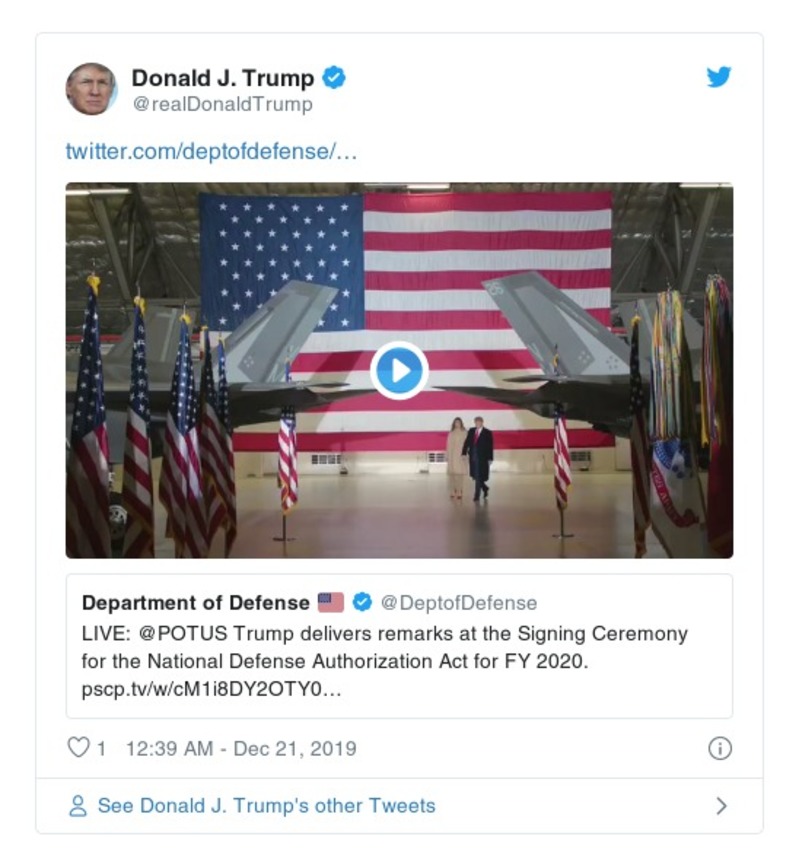 Donald J. Trump
@realDonaldTrump
twitter.com/deptofdefense/…
Department of Defense 🇺🇸 @DeptofDefense
LIVE: @POTUS Trump delivers remarks at the Signing Ceremony
for the National Defense Authorization Act for FY 2020.
pscp.tv/w/cM1i8DY2OTY0…
1 12:39 AM - Dec 21, 2019
See Donald J. Trump's other Tweets